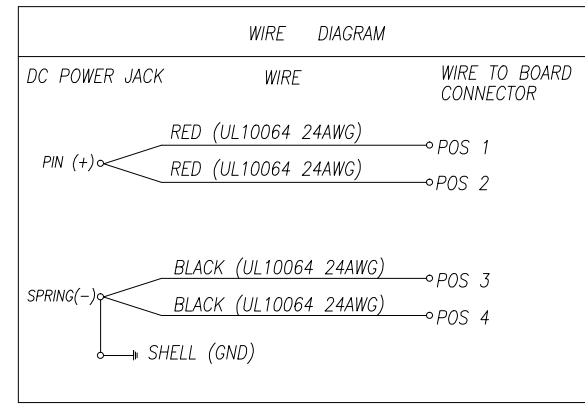 WIRE DIAGRAM
DC POWER JACK WIRE WIRE TO BOARD
CONNECTOR
RED (UL10064 24AWG) POS 1
PIN (+)
RED (UL10064 24AWG) POS 2
BLACK (UL10064 24AWG) POS 3
SPRING(-)
BLACK (UL10064 24AWG) POS 4
SHELL (GND)